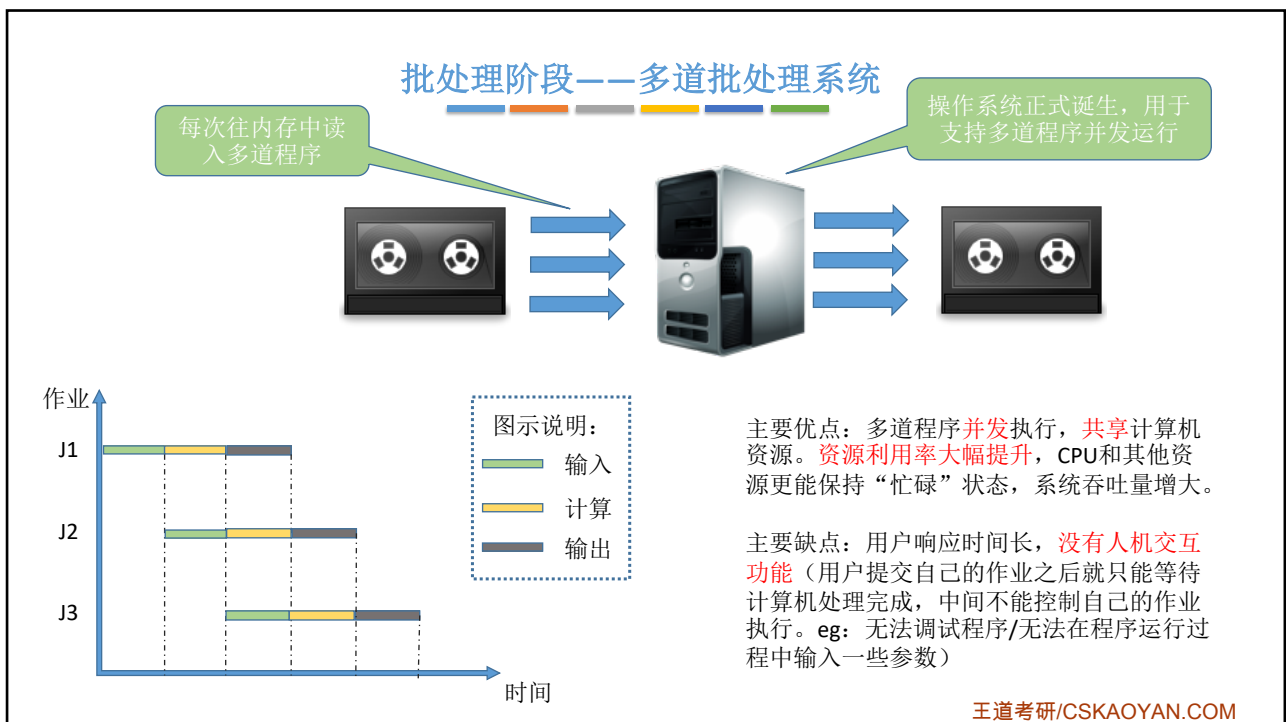 批处理阶段——多道批处理系统
每次往内存中读
入多道程序
操作系统正式诞生，用于
支持多道程序并发运行
作业
J1
J2
J3
时间
图示说明：
输入
计算
输出
主要优点：多道程序并发执行，共享计算机
资源。资源利用率大幅提升，CPU和其他资
源更能保持“忙碌”状态，系统吞吐量增大。
主要缺点：用户响应时间长，没有人机交互
功能（用户提交自己的作业之后就只能等待
计算机处理完成，中间不能控制自己的作业
执行。eg：无法调试程序/无法在程序运行过
程中输入一些参数）
王道考研/CSKAOYAN.COM